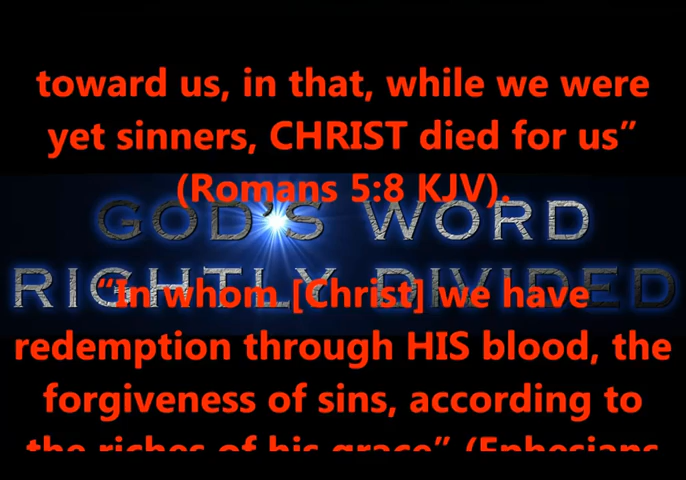 toward us, in that, while we were
yet sinners, CHRIST died for us”
(Romans 5:8 KJV).
GOD'S WORD
RIGHTLY DIVIDED
“In whom [Christ] we have
redemption through HIS blood, the
forgiveness of sins, according to
the riches of his grace” (Ephesians